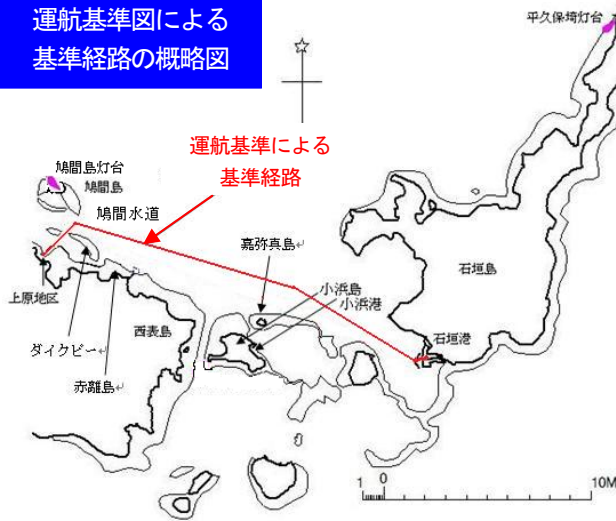 運航基準図による
基準経路の概略図
平久保埼灯台
運航基準による
基準経路
鳩間島灯台
鳩間島
鳩間水道
嘉弥真島
石垣島
上原地区
小浜島
小浜港
西表島
石垣港
ダイクビー
赤離島
1 0 10M